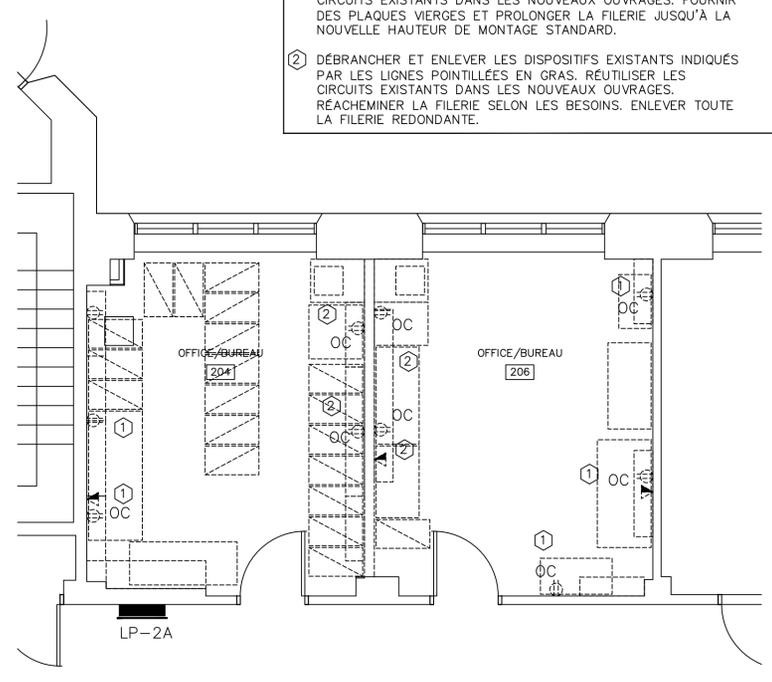 CIRCUITS EXISTANTS DANS LES NOUVEAUX OUVRAGES. FOURNIR
DES PLAQUES VIERGES ET PROLONGER LA FILERIE JUSQU'À LA
NOUVELLE HAUTEUR DE MONTAGE STANDARD.
2 DÉBRANCHER ET ENLEVER LES DISPOSITIFS EXISTANTS INDIQUÉS
PAR LES LIGNES POINTILLÉES EN GRAS. RÉUTILISER LES
CIRCUITS EXISTANTS DANS LES NOUVEAUX OUVRAGES.
RÉACHEMINER LA FILERIE SELON LES BESOINS. ENLEVER TOUTE
LA FILERIE REDONDANTE.
1
OC
2
OC
OC
OFFICE/BUREAU
204
OFFICE/BUREAU
206
2
2
OC
OC
1
2
1
OC
1
OC
1
OC
LP-2A